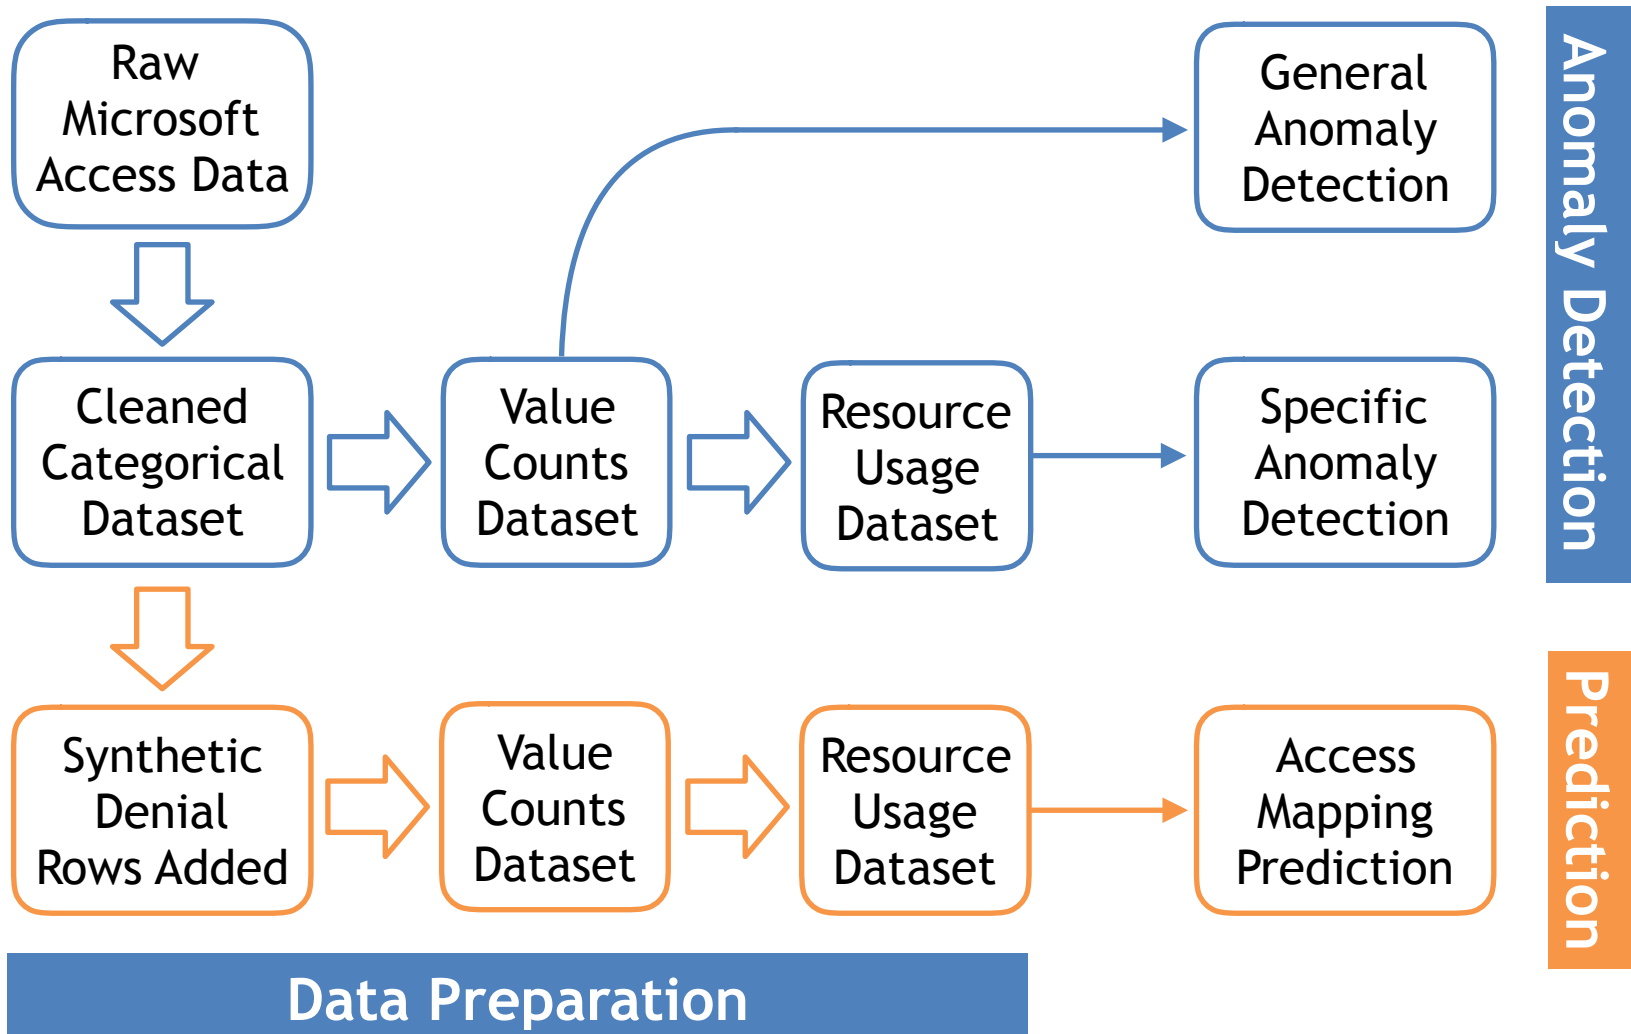 Raw
Microsoft
Access Data
General
Anomaly
Detection
Anomaly Detection
Cleaned
Categorical
Dataset
Value
Counts
Dataset
Resource
Usage
Dataset
Specific
Anomaly
Detection
Synthetic
Denial
Rows Added
Value
Counts
Dataset
Resource
Usage
Dataset
Access
Mapping
Prediction
Prediction
Data Preparation